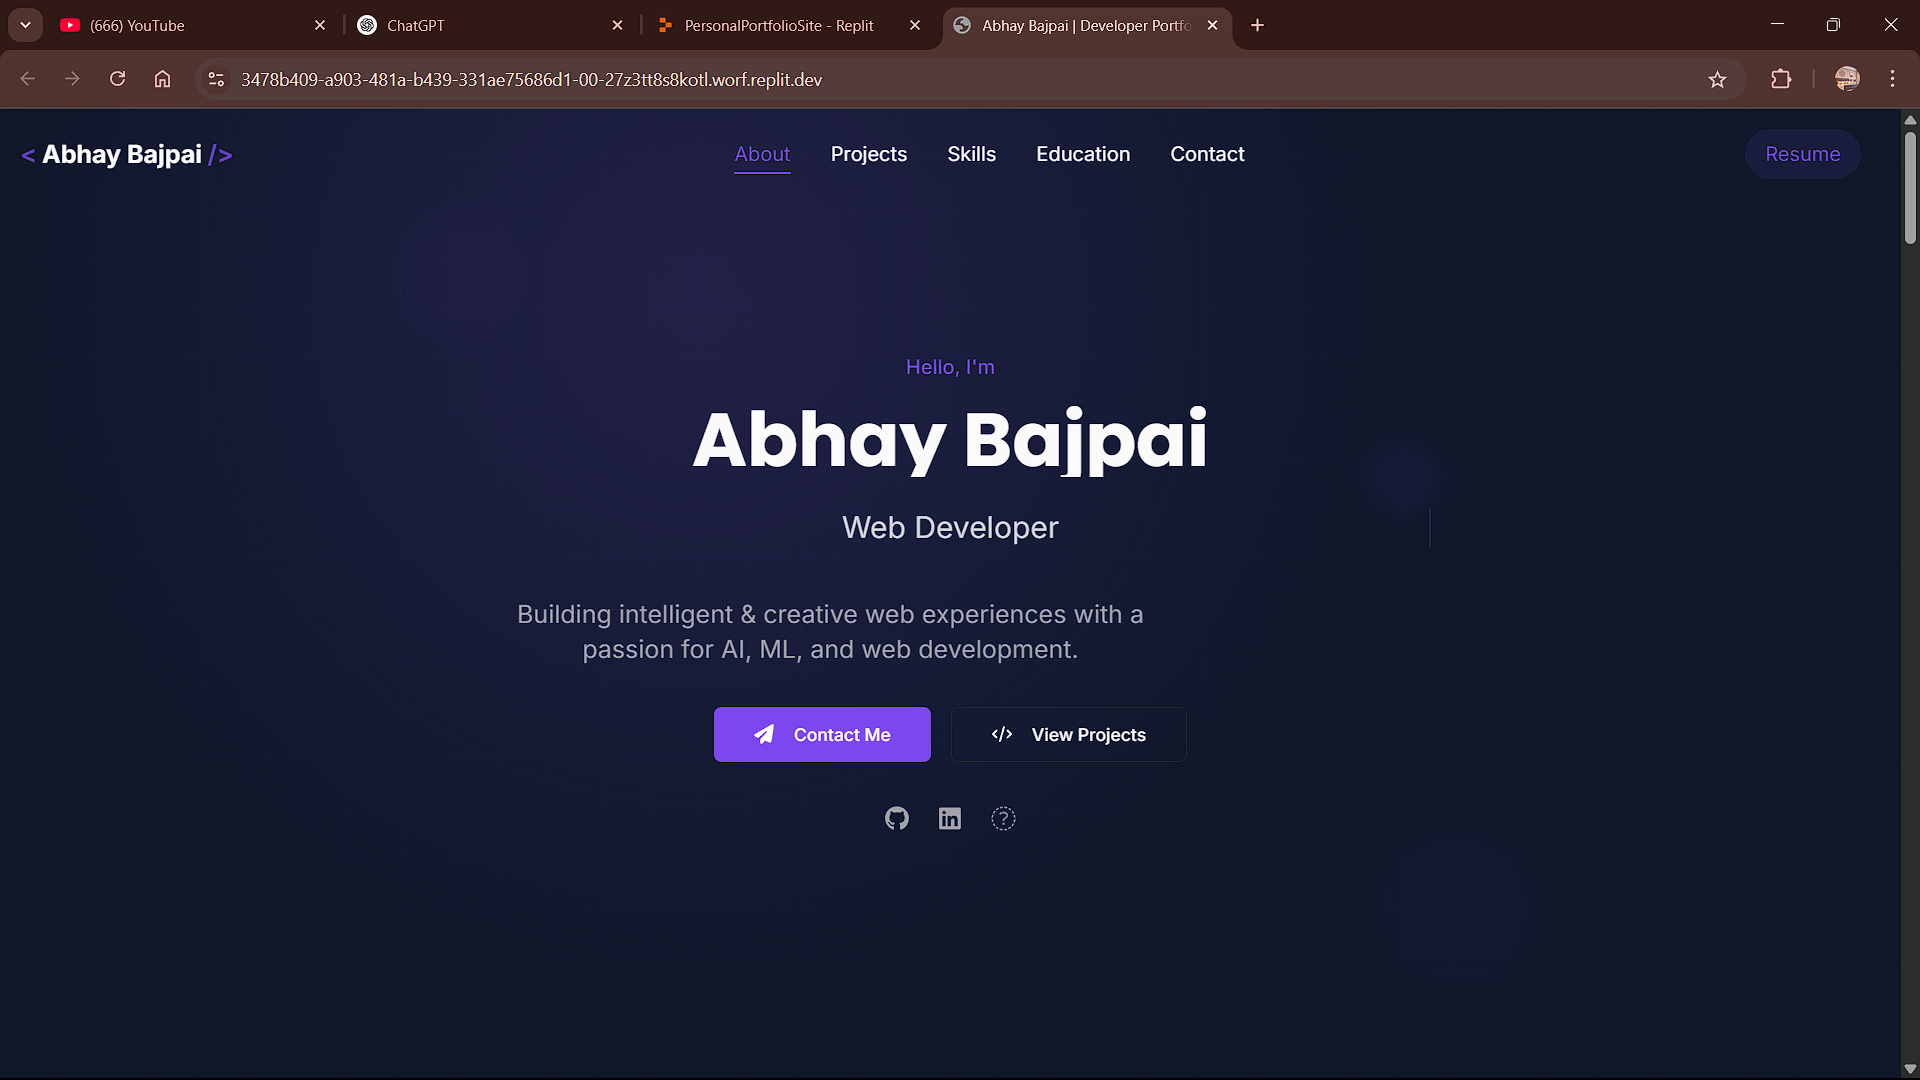 (666) YouTube
ChatGPT
PersonalPortfolioSite - Replit
Abhay Bajpai | Developer Portfo
3478b409-a903-481a-b439-331ae75686d1-00-27z3tt8s8kotl.worf.replit.dev
< Abhay Bajpai />
About
Projects
Skills
Education
Contact
Resume
Hello, I'm
Abhay Bajpai
Web Developer
Building intelligent & creative web experiences with a
passion for AI, ML, and web development.
Contact Me
</> View Projects
in
?